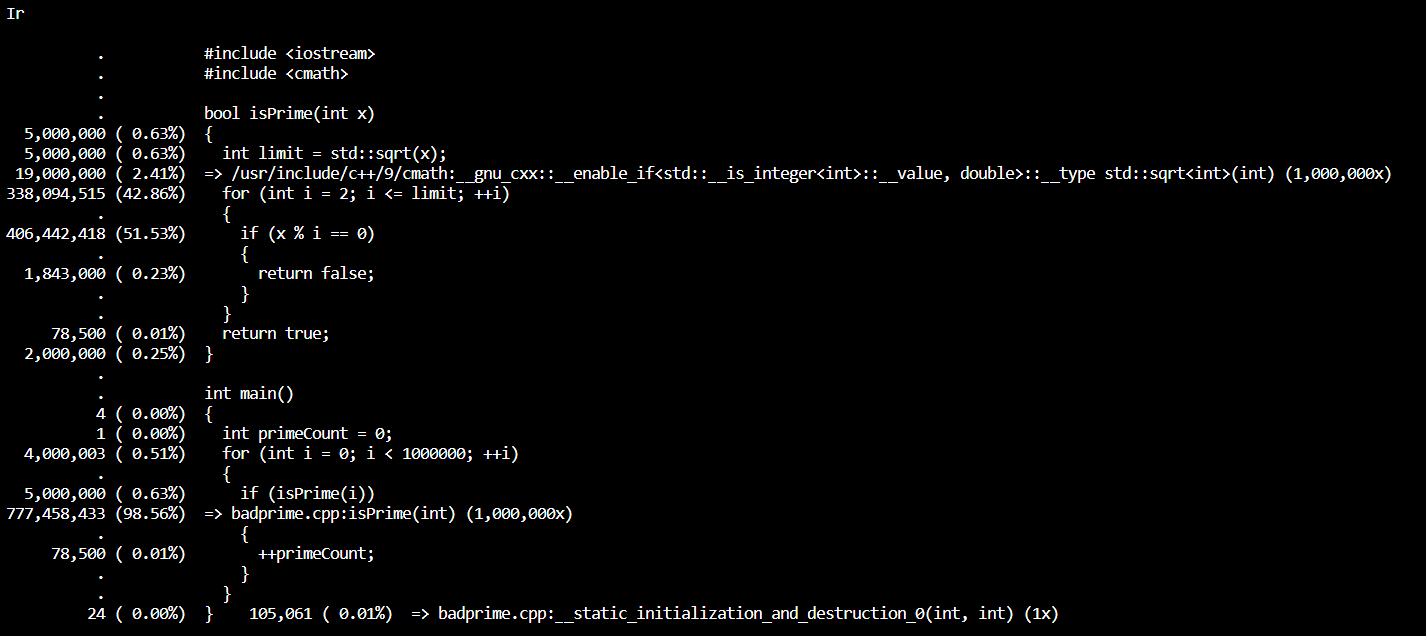 Ir
. #include <iostream>
. #include <cmath>
.
. bool isPrime(int x)
5,000,000 ( 0.63%) {
5,000,000 ( 0.63%) int limit = std::sqrt(x);
19,000,000 ( 2.41%) => /usr/include/c++/9/cmath:__gnu_cxx::__enable_if<std::__is_integer<int>::__value, double>::__type std::sqrt<int>(int) (1,000,000x)
338,094,515 (42.86%) for (int i = 2; i <= limit; ++i)
. {
406,442,418 (51.53%) if (x % i == 0)
. {
1,843,000 ( 0.23%) return false;
. }
. }
78,500 ( 0.01%) return true;
2,000,000 ( 0.25%) }
.
. int main()
4 ( 0.00%) {
1 ( 0.00%) int primeCount = 0;
4,000,003 ( 0.51%) for (int i = 0; i < 1000000; ++i)
. {
5,000,000 ( 0.63%) if (isPrime(i))
777,458,433 (98.56%) => badprime.cpp:isPrime(int) (1,000,000x)
. {
78,500 ( 0.01%) ++primeCount;
. }
. }
24 ( 0.00%) } 105,061 ( 0.01%) => badprime.cpp:__static_initialization_and_destruction_0(int, int) (1x)